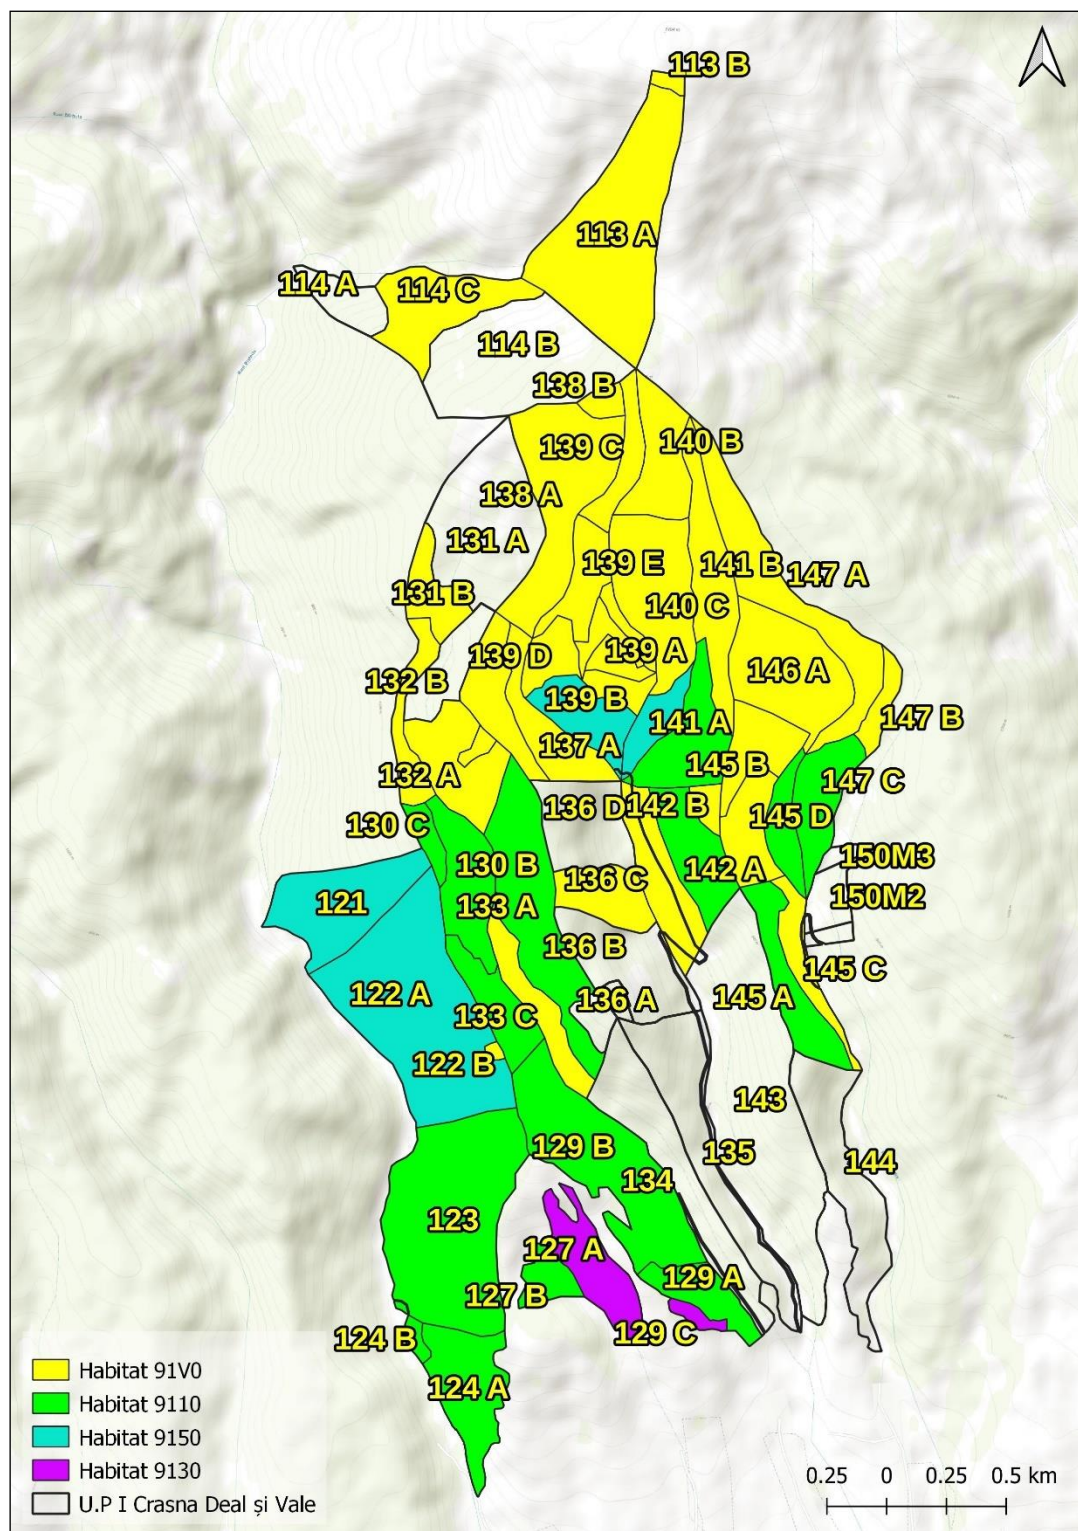 113 B
113 A
114 A
114 C
114 B
138 B
139 C
140 B
138 A
131 A
139 E
141 B
147 A
131 B
140 C
139 D
139 A
146 A
132 B
139 B
141 A
147 B
137 A
145 B
132 A
147 C
136 D
142 B
145 D
130 C
150M3
130 B
136 C
142 A
121
133 A
150M2
136 B
145 C
122 A
136 A
145 A
133 C
122 B
143
129 B
135
144
134
123
127 A
129 A
127 B
129 C
124 B
124 A
Habitat 91V0
Habitat 9110
Habitat 9150
Habitat 9130
U.P I Crasna Deal și Vale
0.25 0 0.25 0.5 km